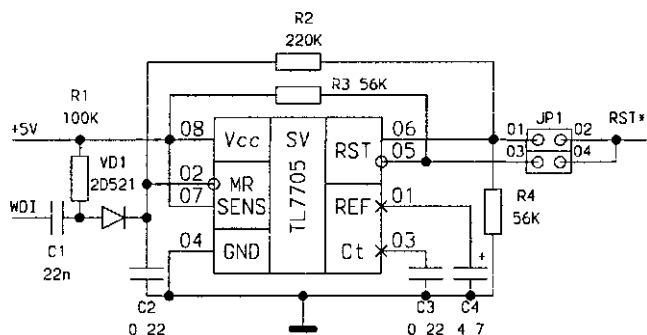 R2
220K
R1
100K
R3 56K
+5V
08
Vcc
SV
06
RST
05
JP1
01
02
03
04
RST*
VD1
2D521
02
MR
07
SENS
TL7705
REF
01
R4
56K
WDI
C1
22n
04
GND
Ct
03
+
C2
0 22
C3
0 22
C4
4 7